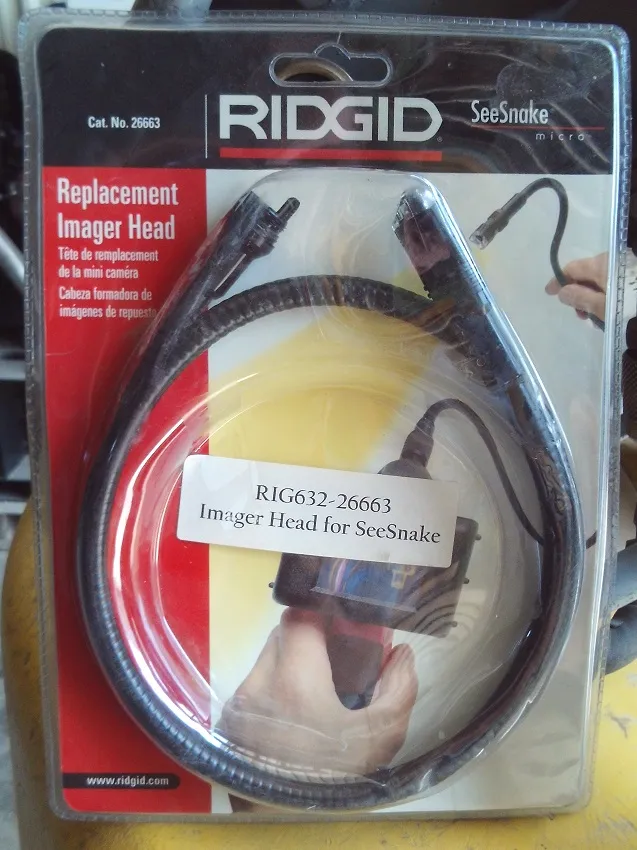 Cat. No. 26663
RIDGID
SeeSnake
micro
Replacement
Imager Head
Tête de remplacement
de la mini caméra
Cabeza formadora de
imágenes de repuesto
RIG632-26663
Imager Head for SeeSnake
www.ridgid.com